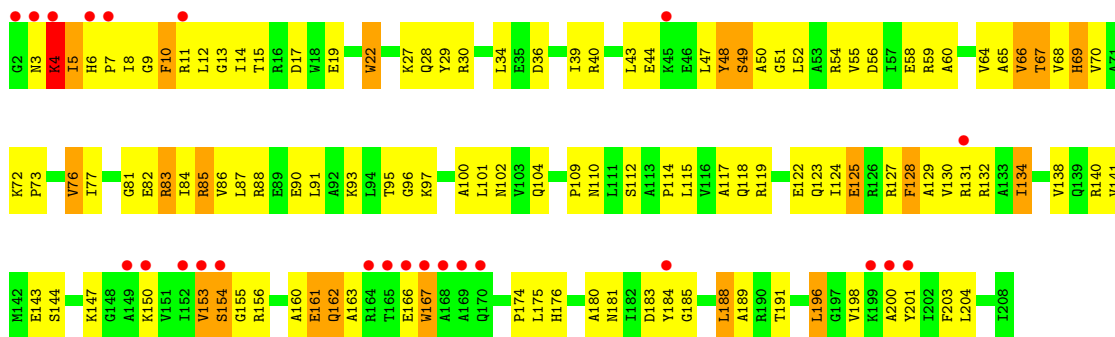 G2 N3 K4 I5 H6 P7 I8 G9 F10 R11 L12 G13 I14 T15 R16 D17 W18 E19 W22 K27 Q28 Y29 R30 L34 E35 D36 I39 R40 L43 E44 K45 E46 L47 Y48 S49 A50 G51 L52 A53 R54 V55 D56 I57 E58 R59 A60 V64 A65 V66 T67 V68 H69 V70 A71
K72 P73 V76 I77 G81 E82 R83 I84 R85 V86 L87 R88 E89 E90 L91 A92 K93 L94 T95 G96 K97 A100 L101 N102 V103 Q104 P109 N110 L111 S112 A113 P114 L115 V116 A117 Q118 R119 E122 Q123 I124 E125 R126 R127 F128 A129 V130 R131 R132 A133 I134 V138 Q139 R140 V141
M142 E143 S144 K147 G148 A149 K150 V151 I152 V153 S154 G155 R156 A160 E161 Q162 A163 R164 T165 E166 W167 A168 A169 Q170 P174 L175 H176 A180 N181 I182 D183 Y184 G185 L188 A189 R190 T191 L196 G197 V198 K199 A200 Y201 I202 F203 L204 I208